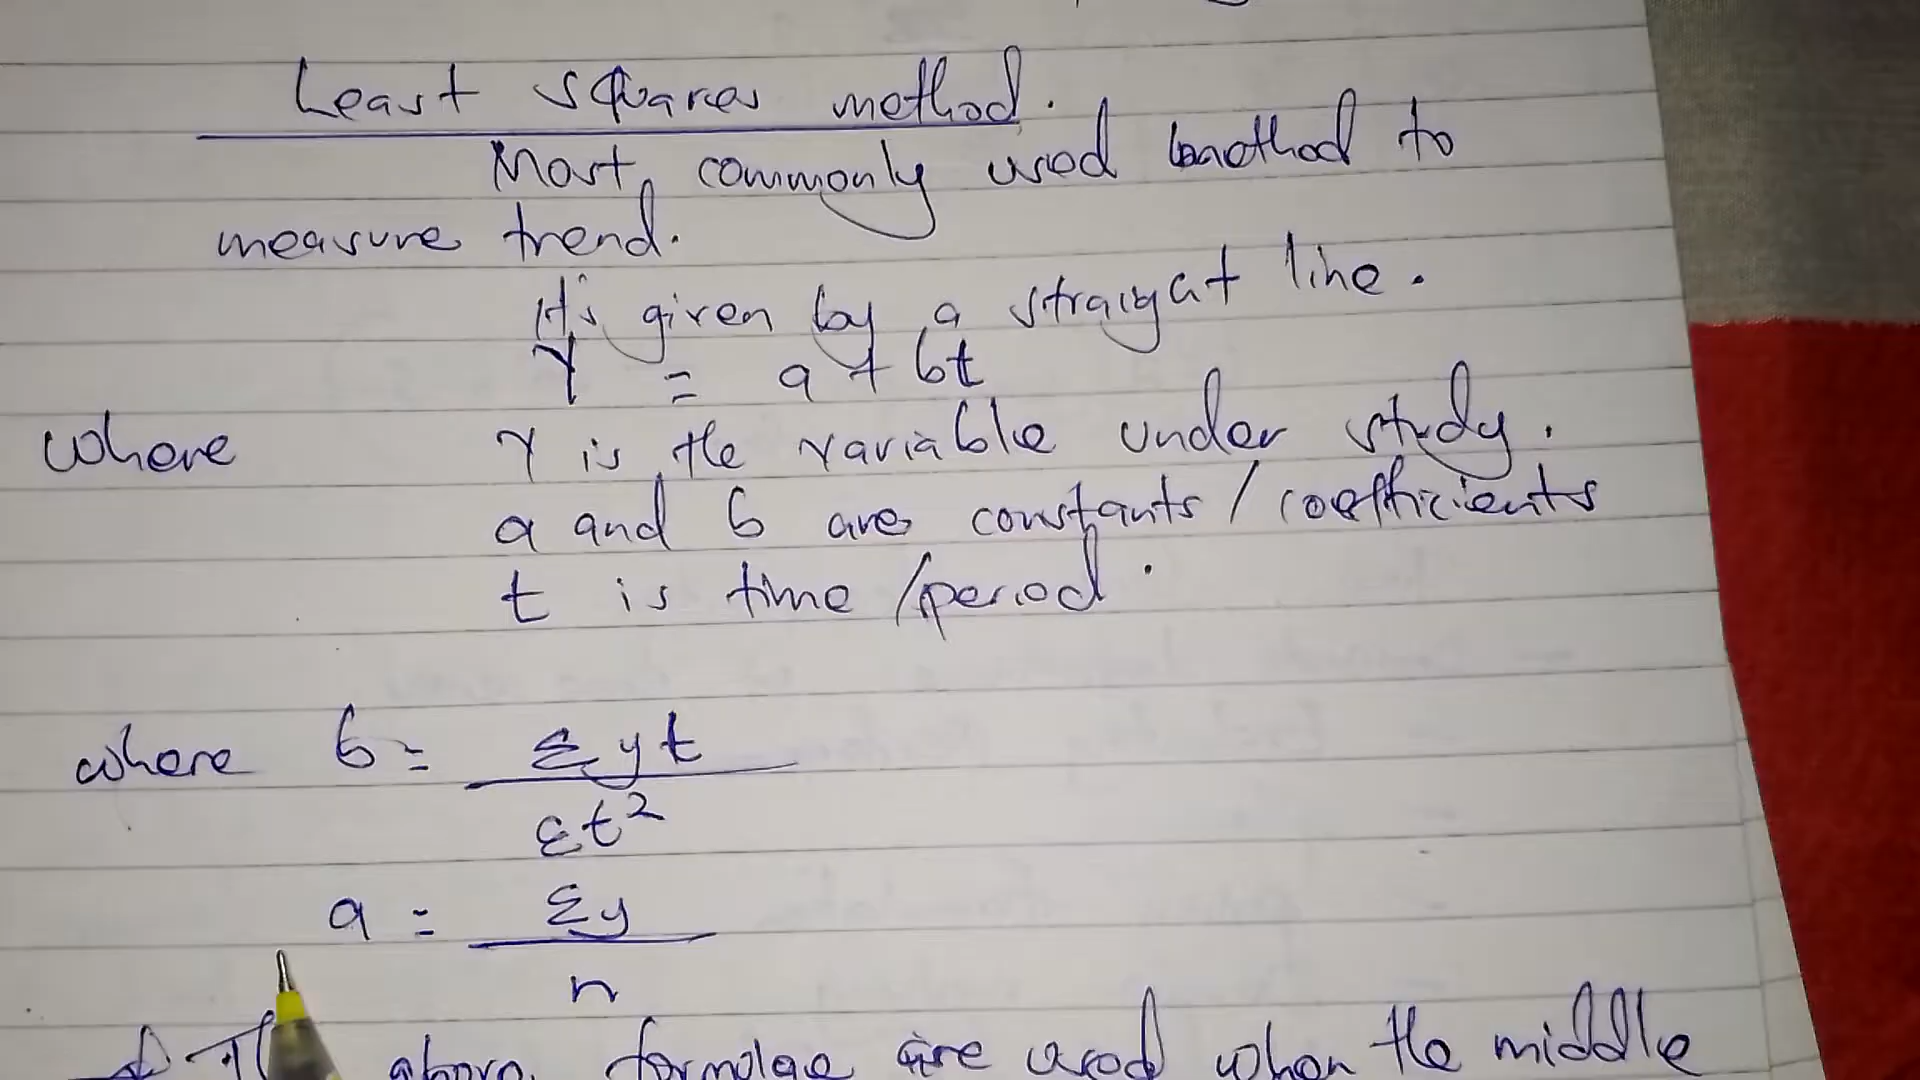 Least squares method.
Most commonly used method to
measure trend.
It's given by a straight line.
Y = a + bt
where Y is the variable under study.
a and b are constants / coefficients
t is time / period.
where b = Σyt
Σt²
a = Σy
n
above formulae are used when the middle